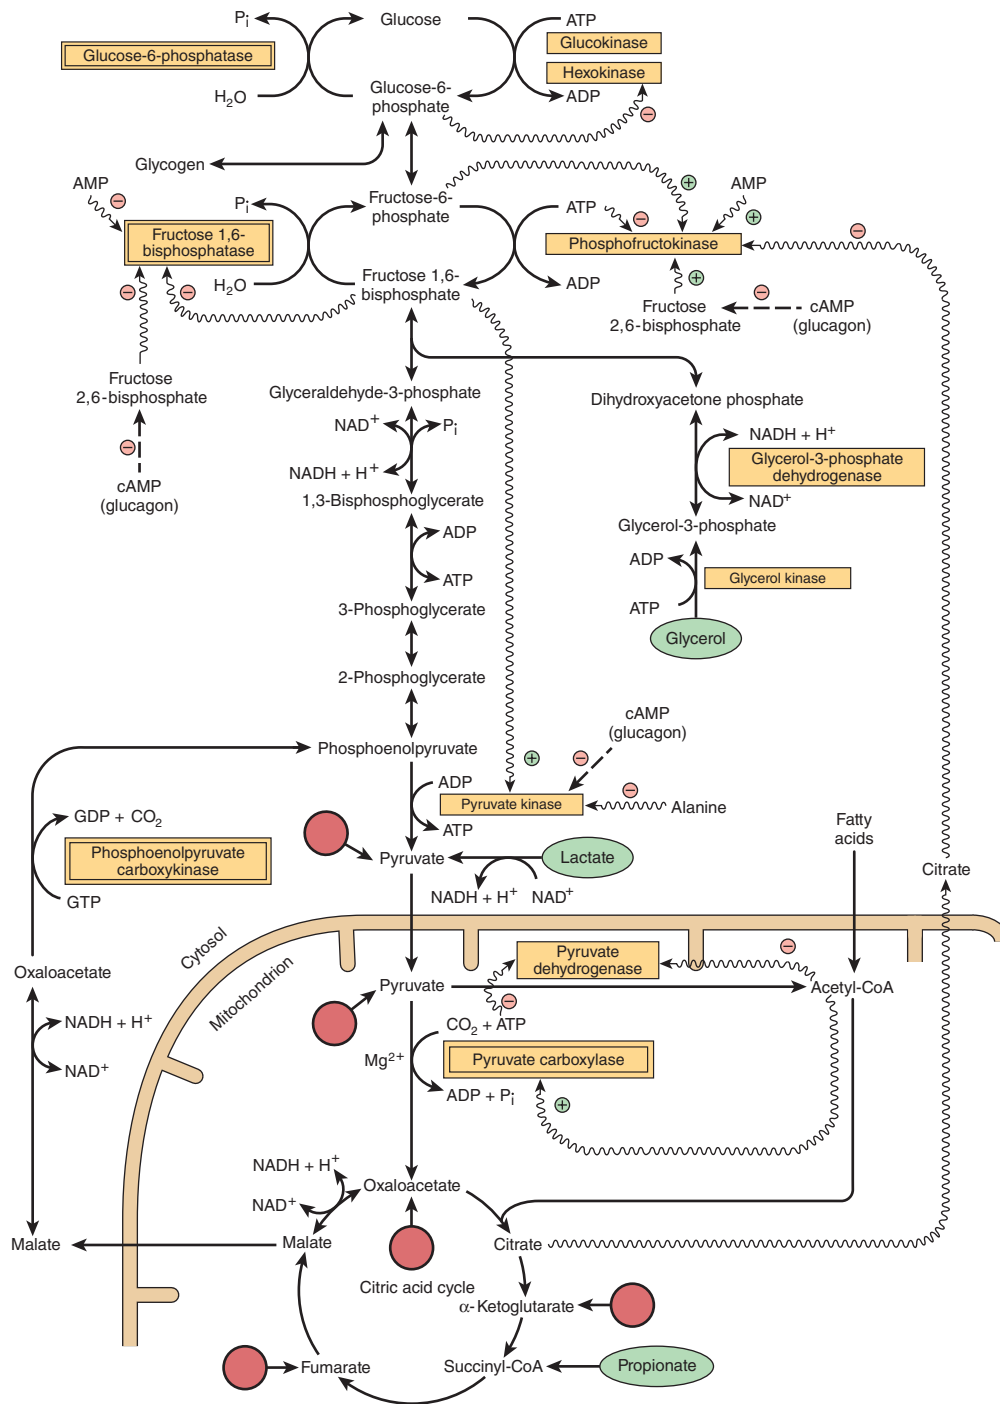 Pi
Glucose
ATP
Glucokinase
Glucose-6-phosphatase
Hexokinase
H2O
Glucose-6-
phosphate
ADP
−
Glycogen
AMP
−
Pi
Fructose-6-
phosphate
+
ATP
−
AMP
+
−
Fructose 1,6-
bisphosphatase
Phosphofructokinase
H2O
Fructose 1,6-
bisphosphate
ADP
+
−
−
Fructose
2,6-bisphosphate
−
cAMP
(glucagon)
Fructose
2,6-bisphosphate
−
cAMP
(glucagon)
Glyceraldehyde-3-phosphate
Dihydroxyacetone phosphate
NAD+
Pi
NADH + H+
NADH + H+
Glycerol-3-phosphate
dehydrogenase
NAD+
1,3-Bisphosphoglycerate
Glycerol-3-phosphate
ADP
ATP
ADP
Glycerol kinase
ATP
3-Phosphoglycerate
Glycerol
2-Phosphoglycerate
cAMP
(glucagon)
Phosphoenolpyruvate
+
−
ADP
Pyruvate kinase
−
Alanine
ATP
GDP + CO2
Phosphoenolpyruvate
carboxykinase
GTP
Pyruvate
Lactate
NADH + H+
NAD+
Fatty
acids
Citrate
Cytosol
Mitochondrion
Oxaloacetate
Pyruvate
dehydrogenase
−
Pyruvate
−
Acetyl-CoA
NADH + H+
NAD+
CO2 + ATP
Mg2+
Pyruvate carboxylase
ADP + Pi
+
NADH + H+
NAD+
Oxaloacetate
Malate
Malate
Citrate
Citric acid cycle
α-Ketoglutarate
Fumarate
Succinyl-CoA
Propionate